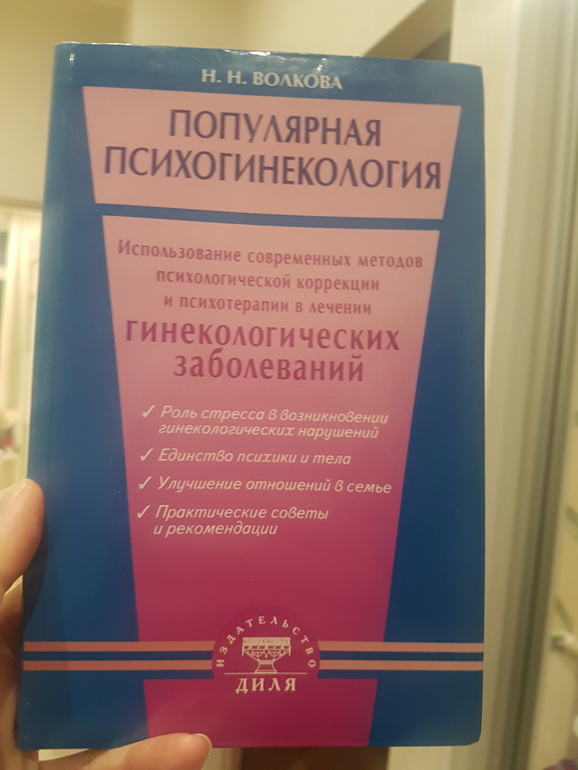 Н. Н. ВОЛКОВА
ПОПУЛЯРНАЯ
ПСИХОГИНЕКОЛОГИЯ
Использование современных методов
психологической коррекции
и психотерапии в лечении
ГИНЕКОЛОГИЧЕСКИХ
ЗАБОЛЕВАНИЙ
✓ Роль стресса в возникновении
гинекологических нарушений
✓ Единство психики и тела
✓ Улучшение отношений в семье
✓ Практические советы
и рекомендации
ИЗДАТЕЛЬСТВО
ДИЛЯ